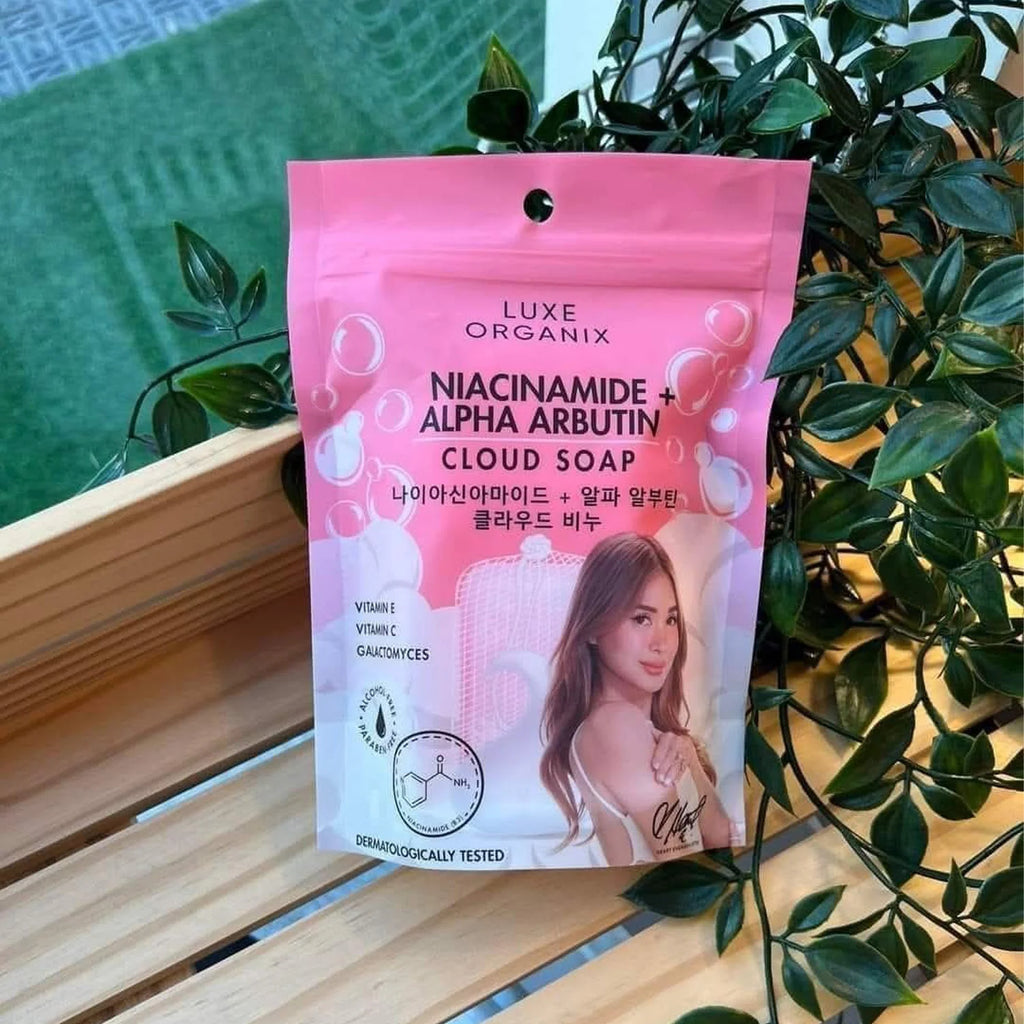 LUXE
ORGANIX
NIACINAMIDE +
ALPHA ARBUTIN
CLOUD SOAP
나이아신아마이드 + 알파 알부틴
클라우드 비누
VITAMIN E
VITAMIN C
GALACTOMYCES
ALCOHOL-FREE
PARABEN-FREE
O
NH₂
N
NIACINAMIDE (B3)
DERMATOLOGICALLY TESTED